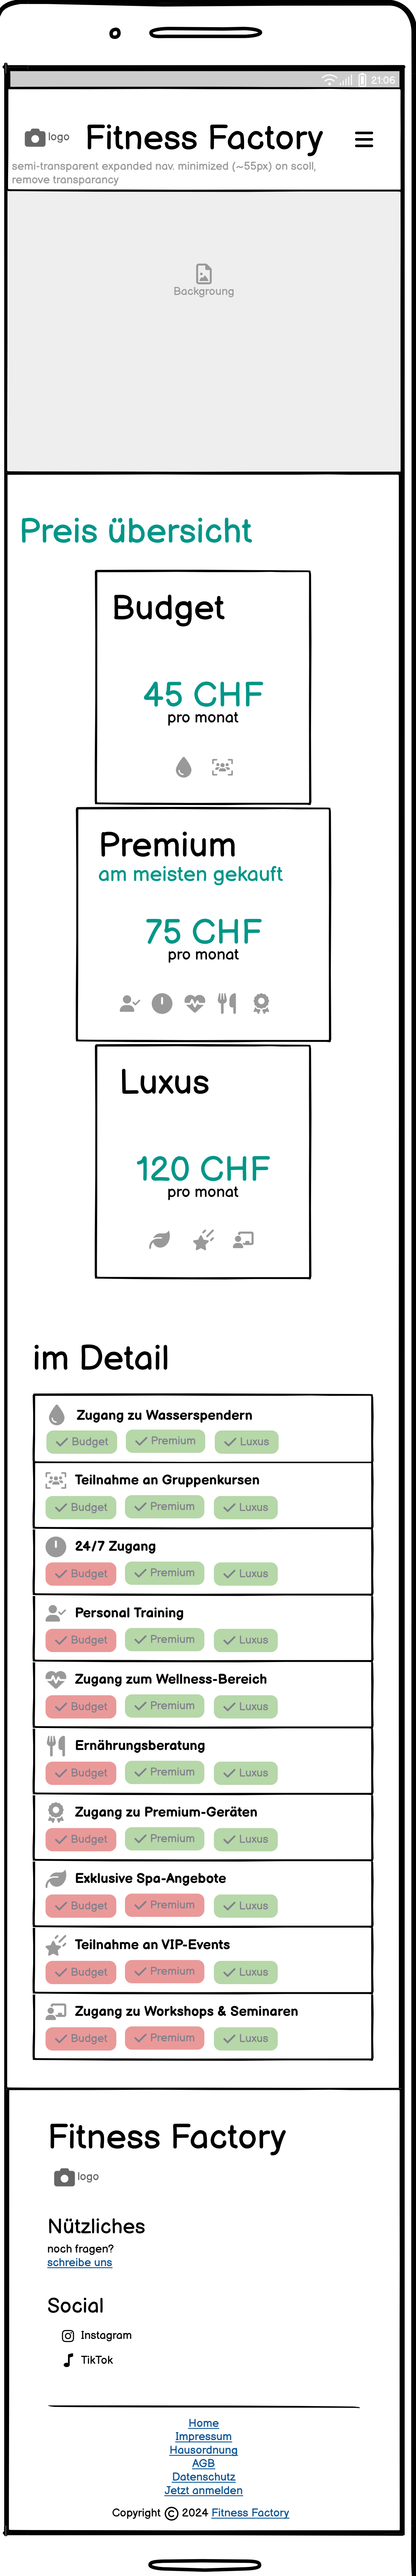 21:06
logo Fitness Factory
semi-transparent expanded nav. minimized (~55px) on scoll,
remove transparancy
Backgroung
Preis übersicht
Budget
45 CHF
pro monat
Premium
am meisten gekauft
75 CHF
pro monat
Luxus
120 CHF
pro monat
im Detail
Zugang zu Wasserspendern
Budget Premium Luxus
Teilnahme an Gruppenkursen
Budget Premium Luxus
24/7 Zugang
Budget Premium Luxus
Personal Training
Budget Premium Luxus
Zugang zum Wellness-Bereich
Budget Premium Luxus
Ernährungsberatung
Budget Premium Luxus
Zugang zu Premium-Geräten
Budget Premium Luxus
Exklusive Spa-Angebote
Budget Premium Luxus
Teilnahme an VIP-Events
Budget Premium Luxus
Zugang zu Workshops & Seminaren
Budget Premium Luxus
Fitness Factory
logo
Nützliches
noch fragen?
schreibe uns
Social
Instagram
TikTok
Home
Impressum
Hausordnung
AGB
Datenschutz
Jetzt anmelden
Copyright © 2024 Fitness Factory